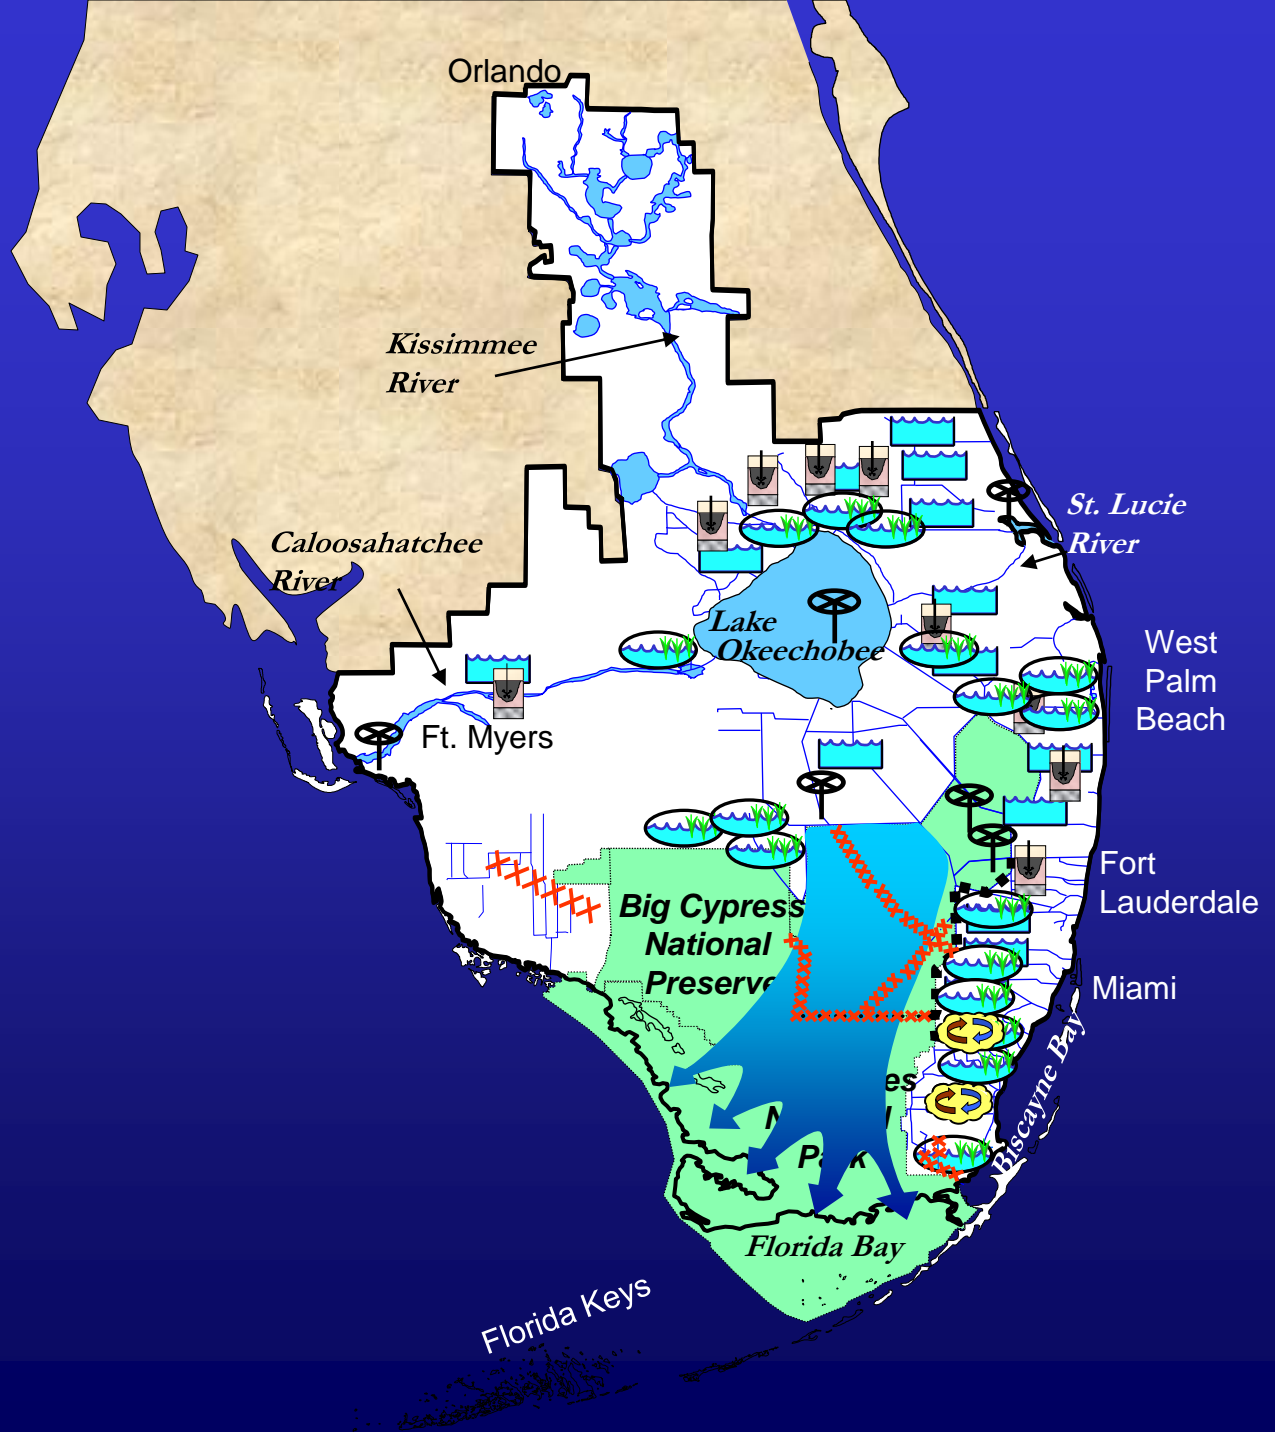 Orlando
Kissimmee
River
Caloosahatchee
River
St. Lucie
River
Lake
Okeechobee
West
Palm
Beach
Ft. Myers
Fort
Lauderdale
Big Cypress
National
Preserve
Miami
Biscayne Bay
Florida Bay
Florida Keys